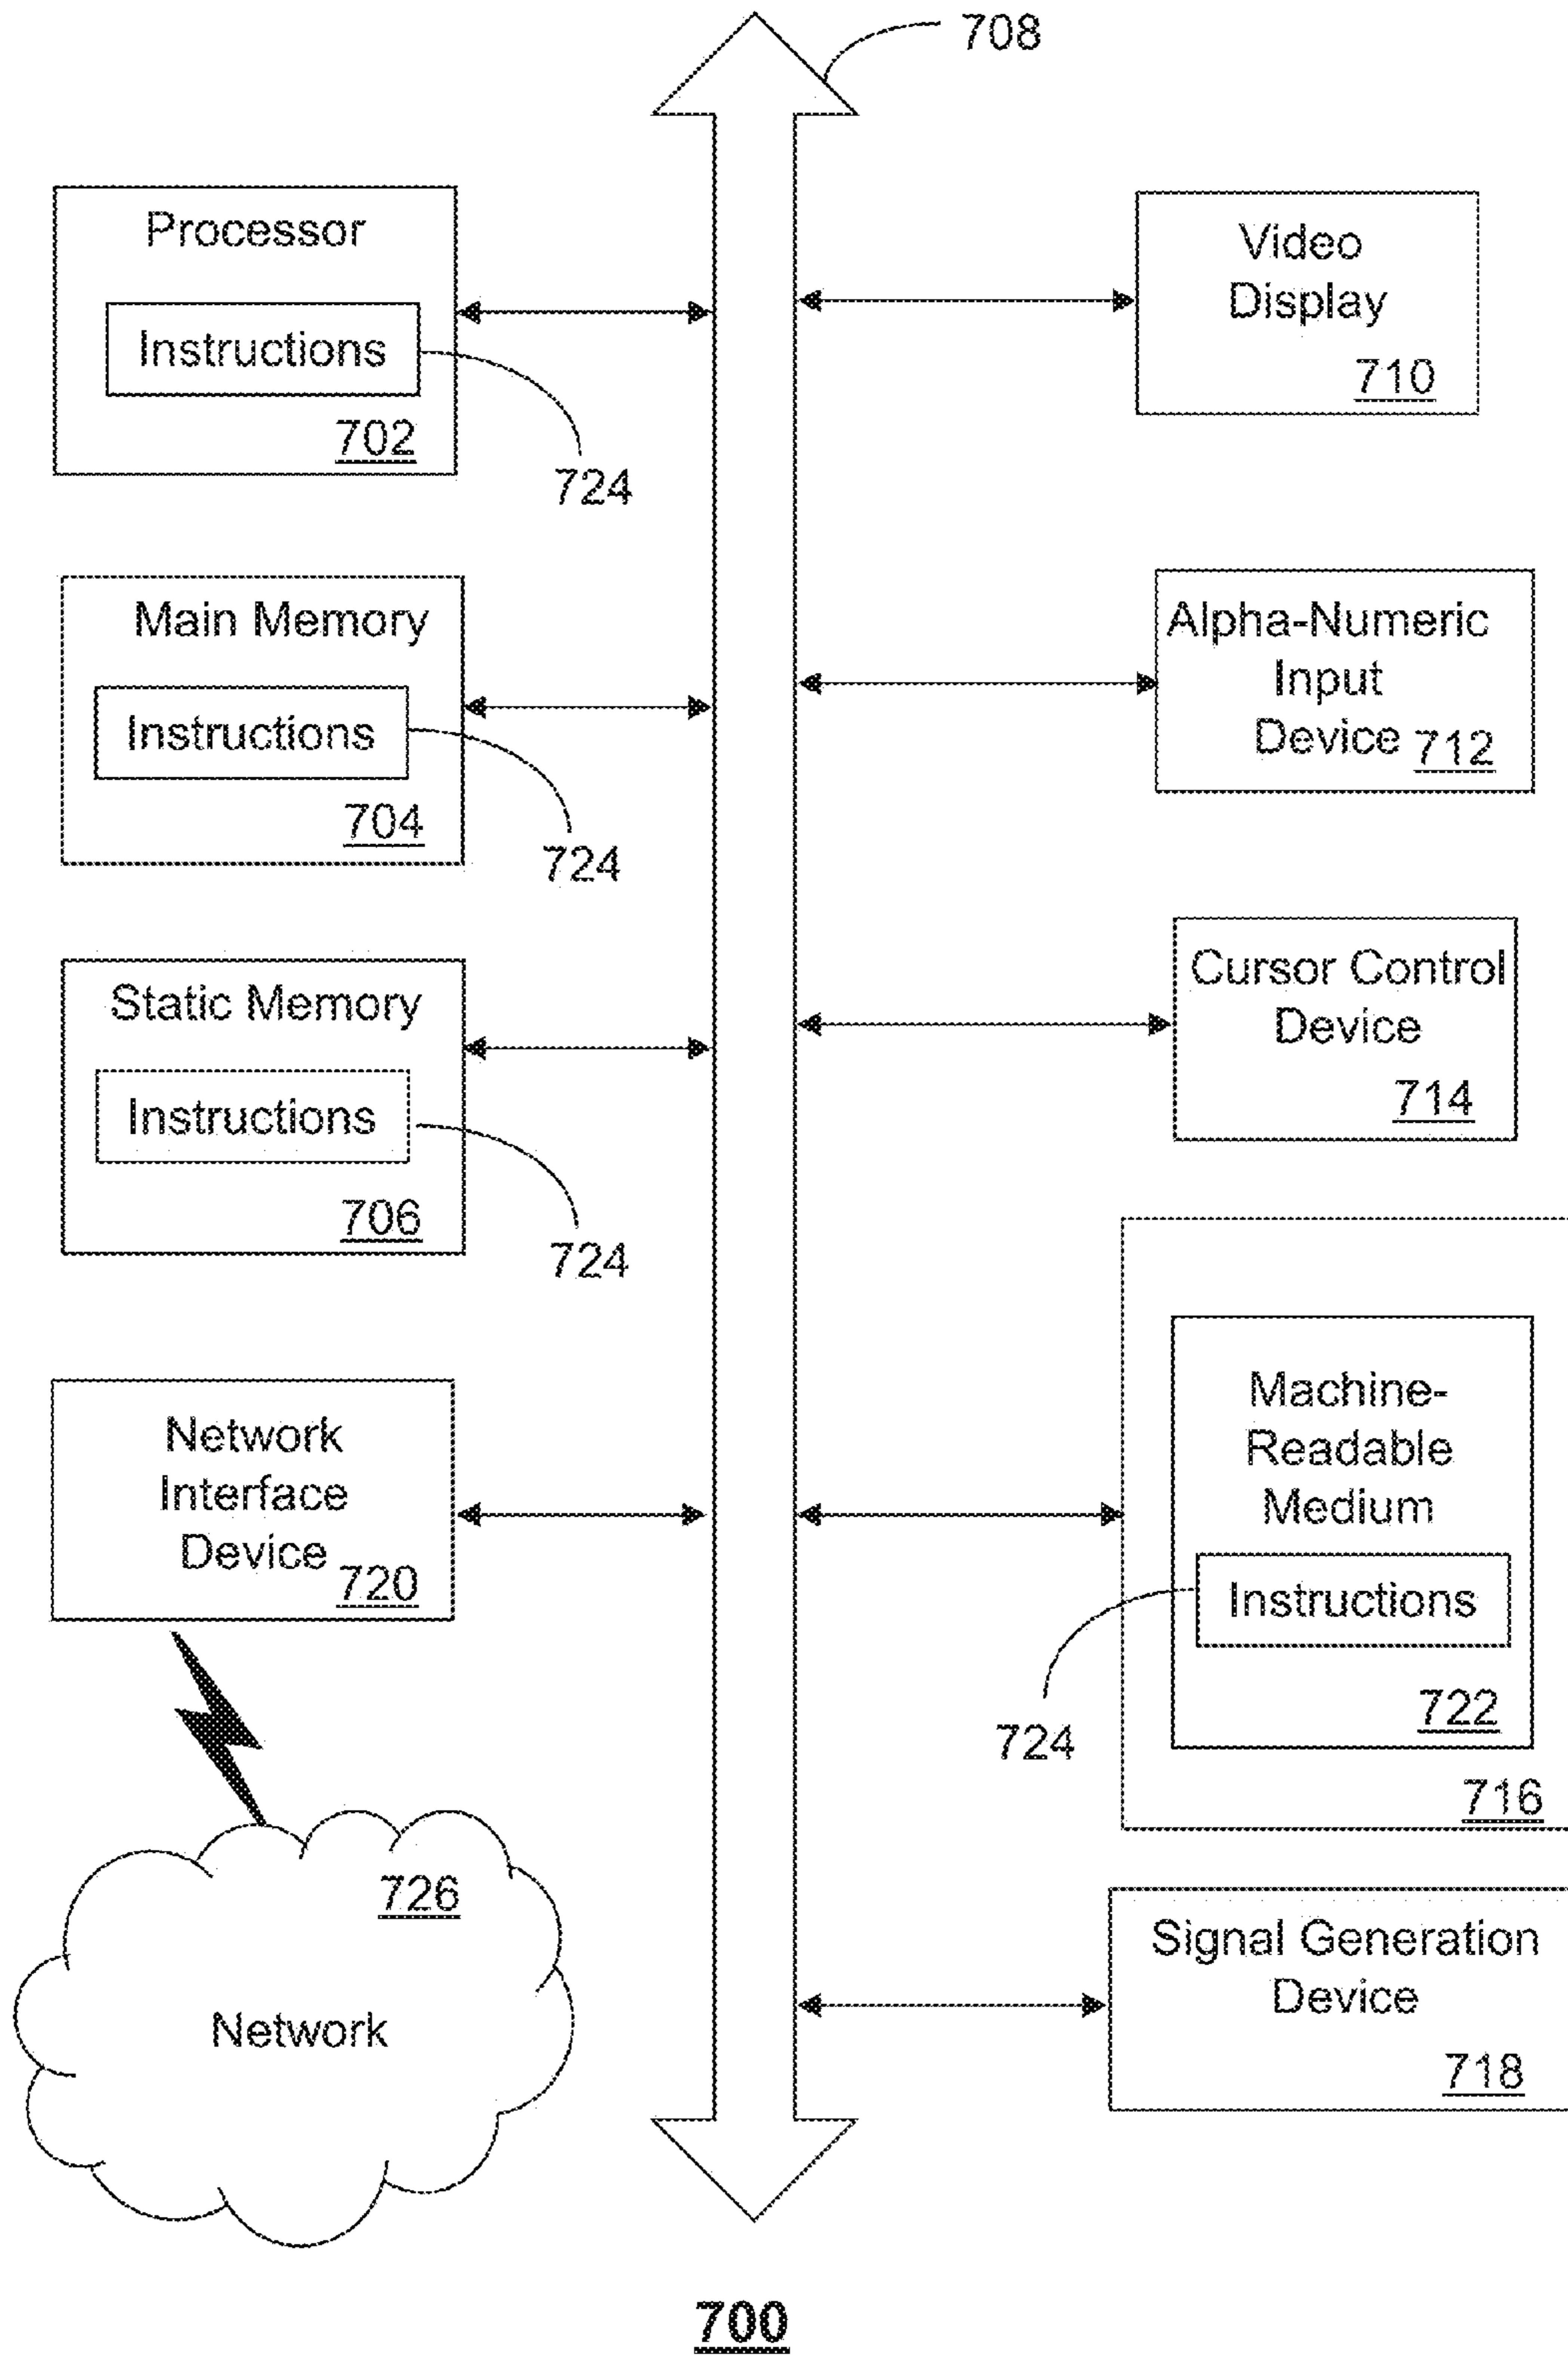 708
Processor
Instructions
702
724
Main Memory
Instructions
704
724
Static Memory
Instructions
706
724
Network
Interface
Device
720
726
Network
Video
Display
710
Alpha-Numeric
Input
Device
712
Cursor Control
Device
714
Machine-
Readable
Medium
Instructions
724
722
716
Signal Generation
Device
718
700